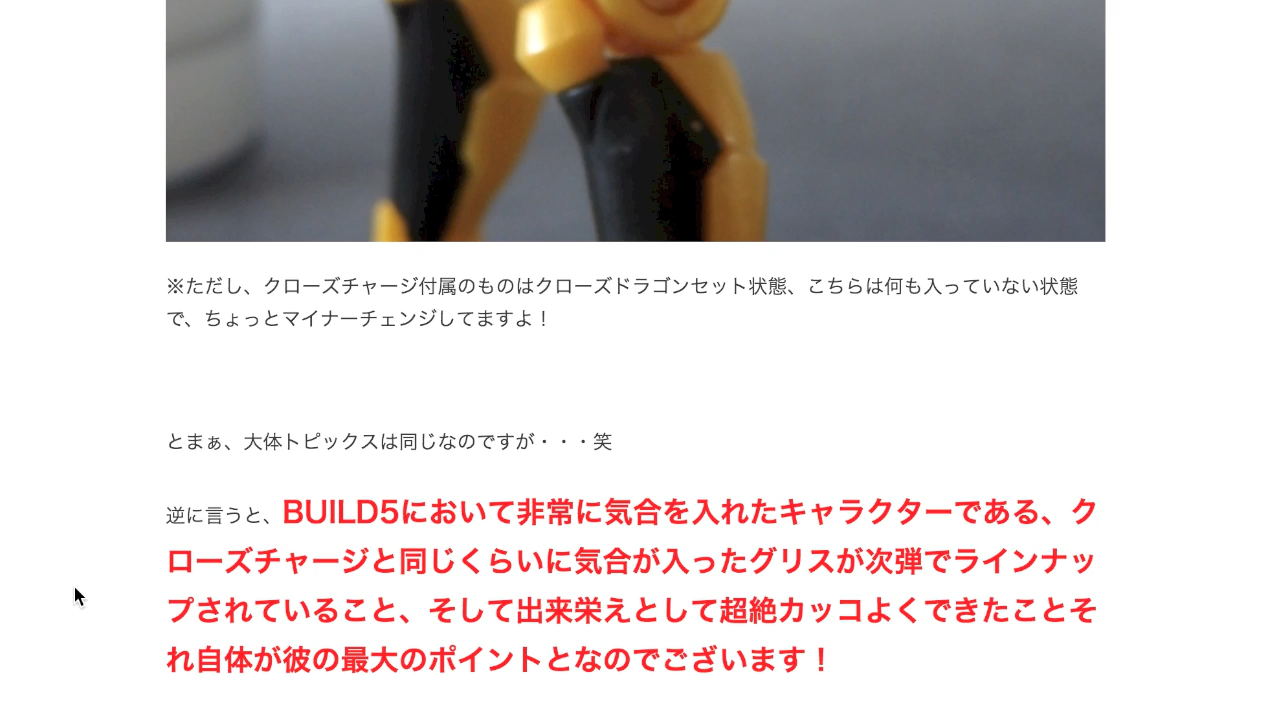 ※ただし、クローズチャージ付属のものはクローズドラゴンセット状態、こちらは何も入っていない状態
で、ちょっとマイナーチェンジしてますよ！
とまぁ、大体トピックスは同じなのですが・・・笑
逆に言うと、BUILD5において非常に気合を入れたキャラクターである、ク
ローズチャージと同じくらいに気合が入ったグリスが次弾でラインナッ
プされていること、そして出来栄えとして超絶カッコよくできたことそ
れ自体が彼の最大のポイントとなのでございます！